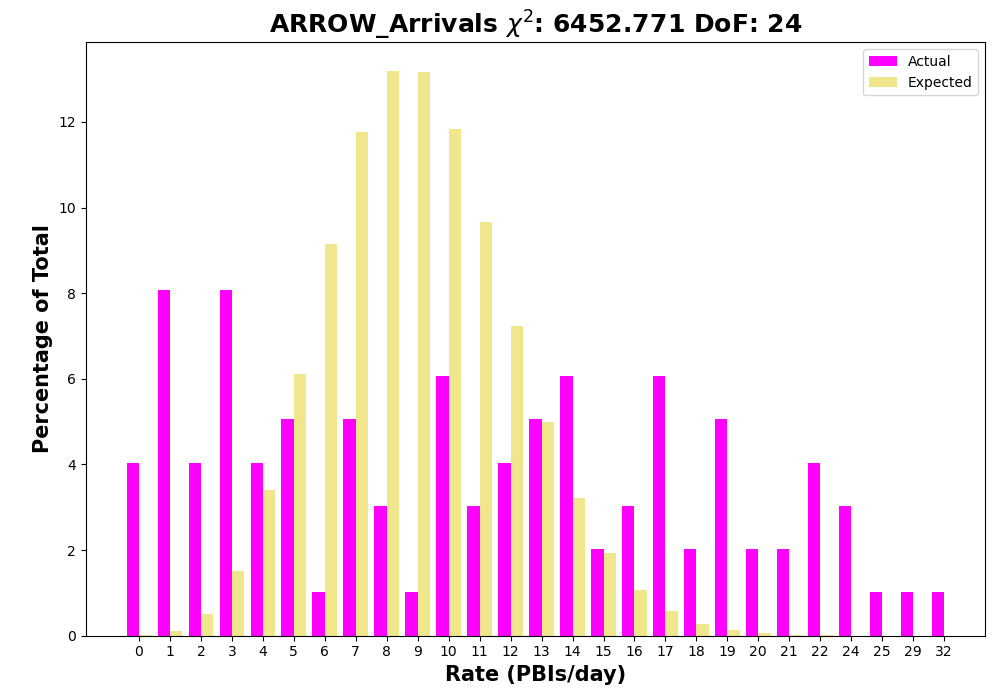 ARROW_Arrivals χ²: 6452.771 DoF: 24
Actual
Expected
Percentage of Total
12
10
8
6
4
2
0
0 1 2 3 4 5 6 7 8 9 10 11 12 13 14 15 16 17 18 19 20 21 22 24 25 29 32
Rate (PBIs/day)